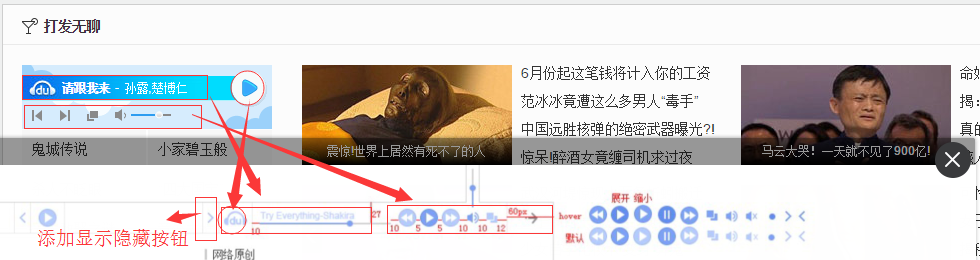 打发无聊
du 请跟我来 - 孙露,楚博仁
鬼城传说
小家碧玉般
震惊!世界上居然有死不了的人
6月份起这笔钱将计入你的工资
范冰冰竟遭这么多男人“毒手”
中国远胜核弹的绝密武器曝光?!
惊呆!醉酒女竟缠司机求过夜
马云大哭!一天就不见了900亿!
命如
揭:
真的
展开 缩小
du Try Everything-Shakira
27
10
10 5 5 10 10 12
60px
hover
默认
添加显示隐藏按钮
网络原创